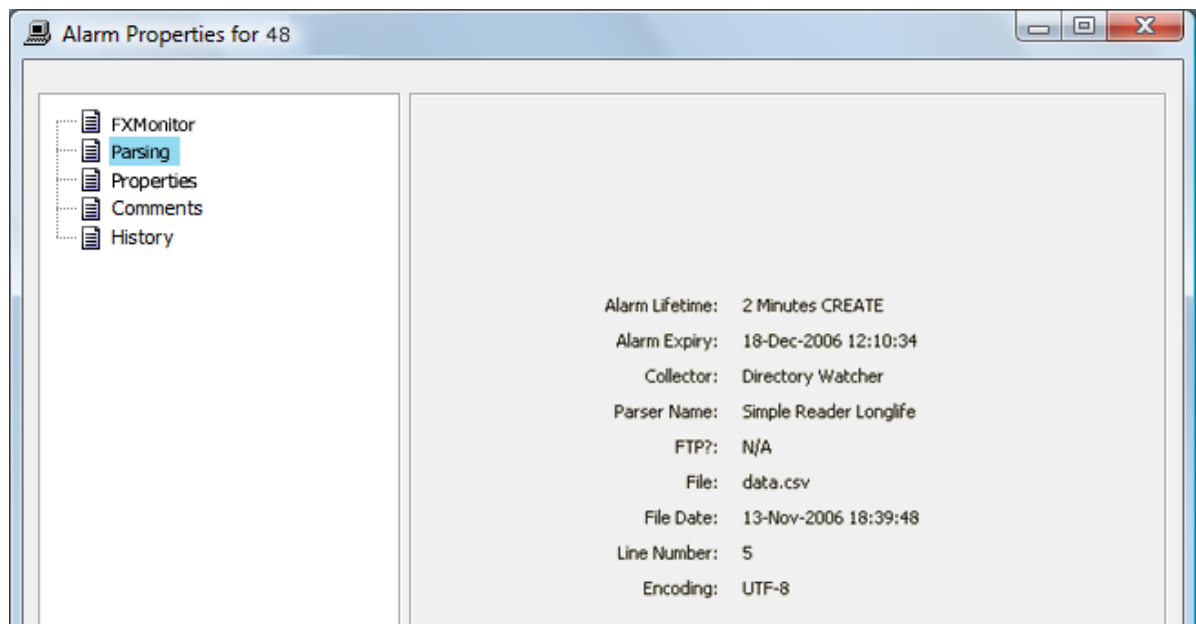 Alarm Properties for 48
FXMonitor
Parsing
Properties
Comments
History
Alarm Lifetime: 2 Minutes CREATE
Alarm Expiry: 18-Dec-2006 12:10:34
Collector: Directory Watcher
Parser Name: Simple Reader Longlife
FTP?: N/A
File: data.csv
File Date: 13-Nov-2006 18:39:48
Line Number: 5
Encoding: UTF-8